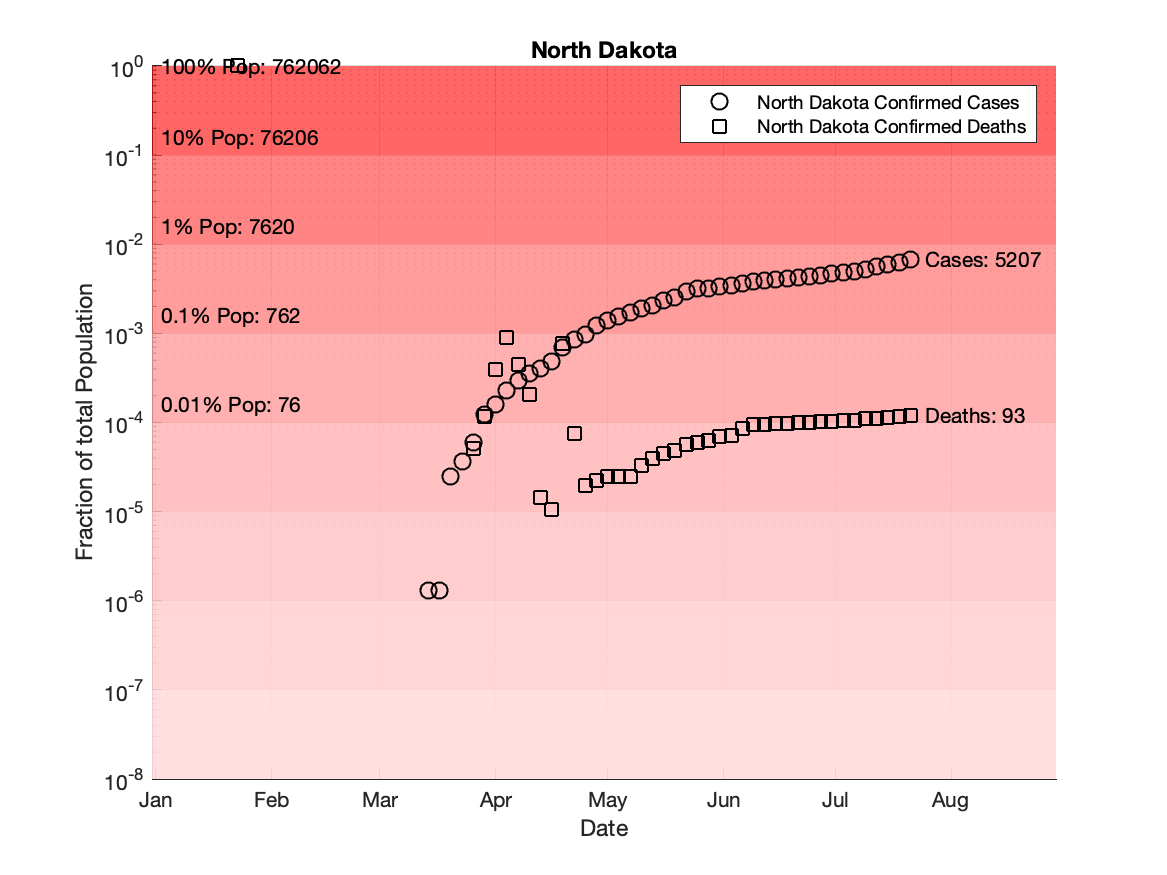 North Dakota
10^0
10^-1
10^-2
10^-3
10^-4
10^-5
10^-6
10^-7
10^-8
Fraction of total Population
100% Pop: 762062
10% Pop: 76206
1% Pop: 7620
0.1% Pop: 762
0.01% Pop: 76
North Dakota Confirmed Cases
North Dakota Confirmed Deaths
Cases: 5207
Deaths: 93
Jan Feb Mar Apr May Jun Jul Aug
Date